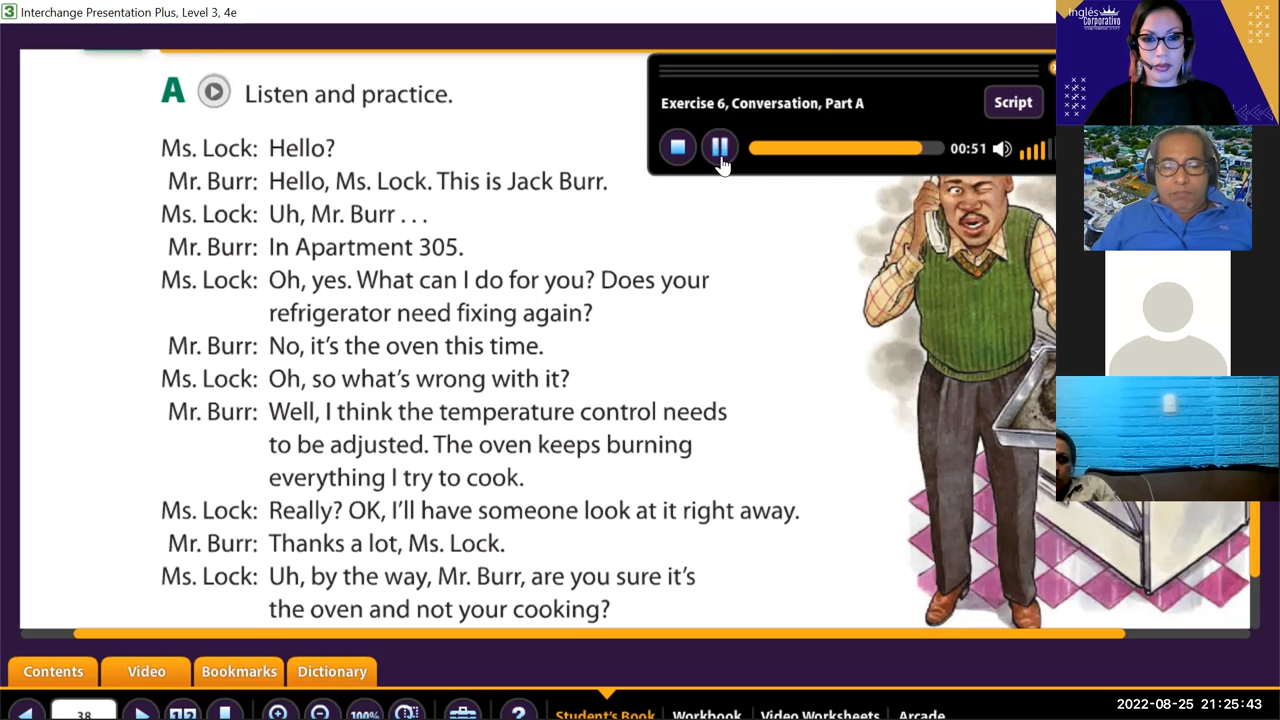 3 Interchange Presentation Plus, Level 3, 4e
Inglés
Corporativo
A Listen and practice.
Exercise 6, Conversation, Part A
Script
00:51
Ms. Lock: Hello?
Mr. Burr: Hello, Ms. Lock. This is Jack Burr.
Ms. Lock: Uh, Mr. Burr . . .
Mr. Burr: In Apartment 305.
Ms. Lock: Oh, yes. What can I do for you? Does your
refrigerator need fixing again?
Mr. Burr: No, it's the oven this time.
Ms. Lock: Oh, so what's wrong with it?
Mr. Burr: Well, I think the temperature control needs
to be adjusted. The oven keeps burning
everything I try to cook.
Ms. Lock: Really? OK, I'll have someone look at it right away.
Mr. Burr: Thanks a lot, Ms. Lock.
Ms. Lock: Uh, by the way, Mr. Burr, are you sure it's
the oven and not your cooking?
Contents Video Bookmarks Dictionary
38 100% ? Student's Book Workbook Video Worksheets Arcade
2022-08-25 21:25:43